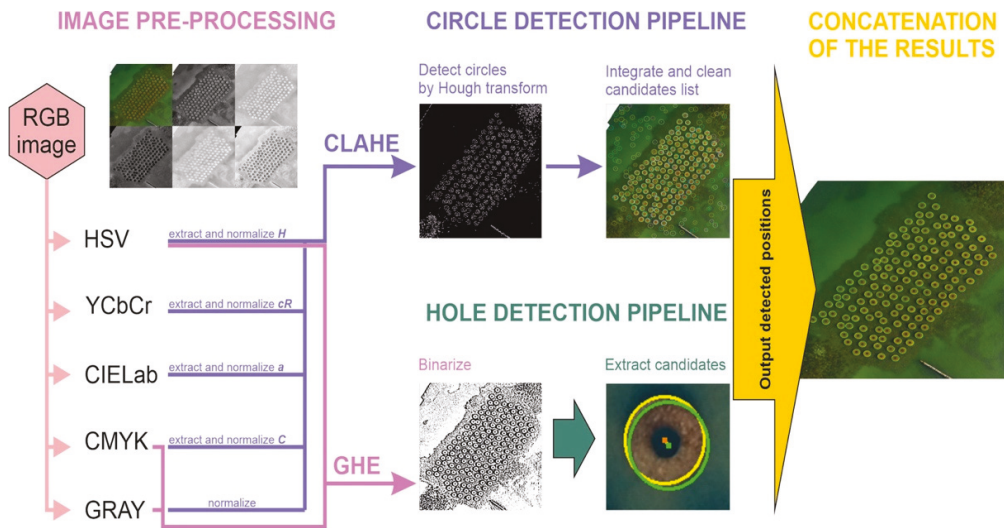 IMAGE PRE-PROCESSING
RGB
image
HSV
extract and normalize H
YCbCr
extract and normalize cR
CIELab
extract and normalize a
CMYK
extract and normalize C
GRAY
normalize
CIRCLE DETECTION PIPELINE
CLAHE
Detect circles
by Hough transform
Integrate and clean
candidates list
HOLE DETECTION PIPELINE
GHE
Binarize
Extract candidates
Output detected positions
CONCATENATION
OF THE RESULTS